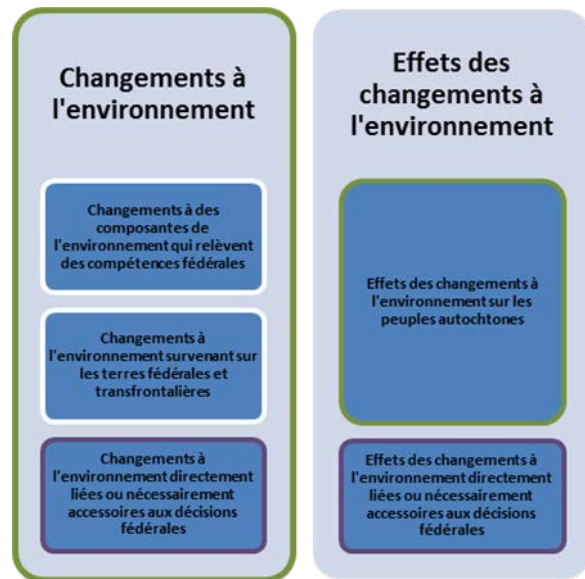 Changements à
l'environnement
Changements à des
composantes de
l'environnement qui relèvent
des compétences fédérales
Changements à
l'environnement survenant sur
les terres fédérales et
transfrontalières
Changements à
l'environnement directement
liées ou nécessairement
accessoires aux décisions
fédérales
Effets des
changements à
l'environnement
Effets des changements à
l'environnement sur les
peuples autochtones
Effets des changements à
l'environnement directement
liées ou nécessairement
accessoires aux décisions
fédérales